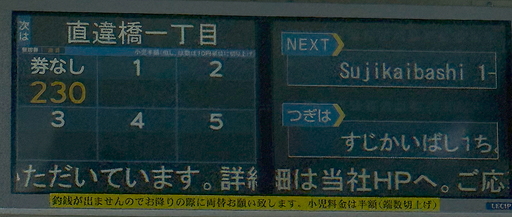 次は 直違橋一丁目
券なし 1 2
230
3 4 5
NEXT
Sujikaibashi 1-
つぎは
すじかいばし1ち
いただいています。詳細は当社HPへ。ご応
釣銭が出ませんのでお降りの際に両替お願い致します。小児料金は半額(端数切上げ)